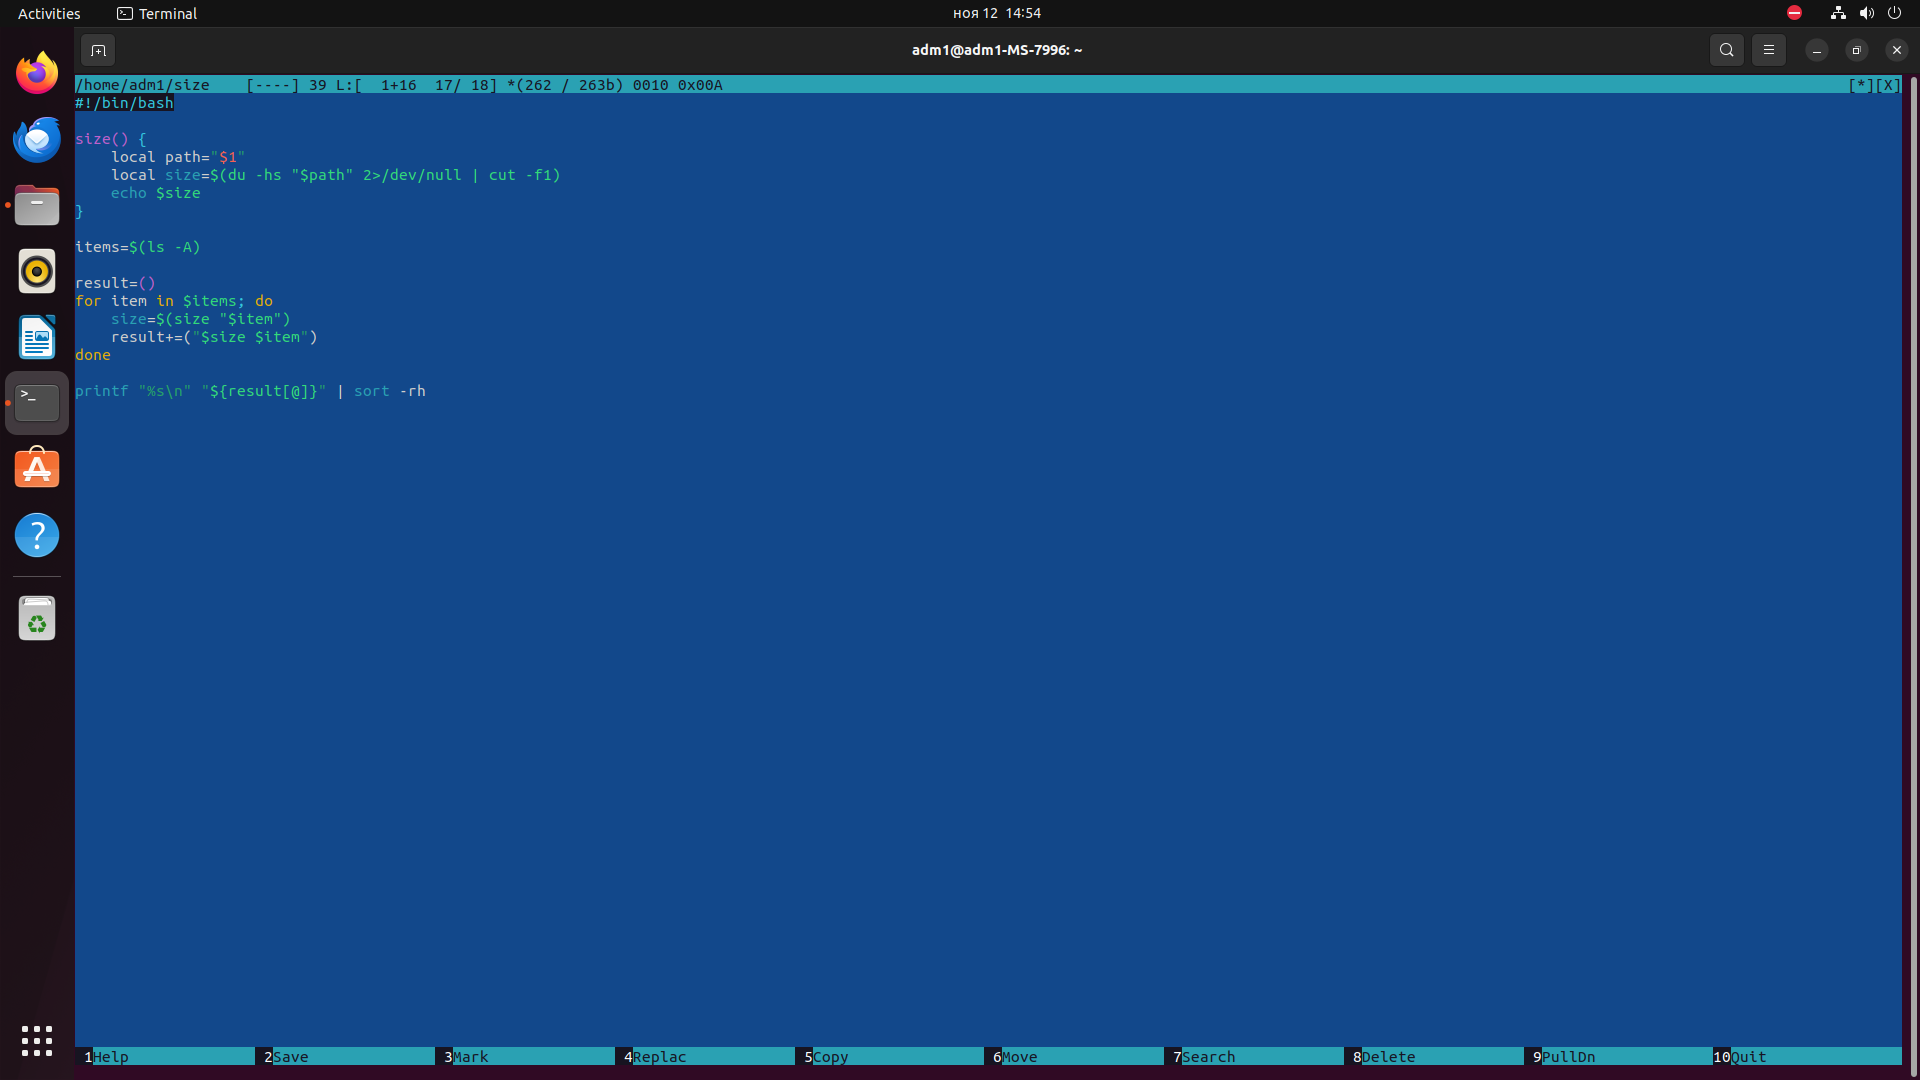 Activities Terminal ноя 12 14:54
adm1@adm1-MS-7996: ~
/home/adm1/size [----] 39 L:[ 1+16 17/ 18] *(262 / 263b) 0010 0x00A [*][X]
#!/bin/bash
size() {
    local path="$1"
    local size=$(du -hs "$path" 2>/dev/null | cut -f1)
    echo $size
}
items=$(ls -A)
result=()
for item in $items; do
    size=$(size "$item")
    result+=("$size $item")
done
printf "%s\n" "${result[@]}" | sort -rh
1Help 2Save 3Mark 4Replac 5Copy 6Move 7Search 8Delete 9PullDn 10Quit